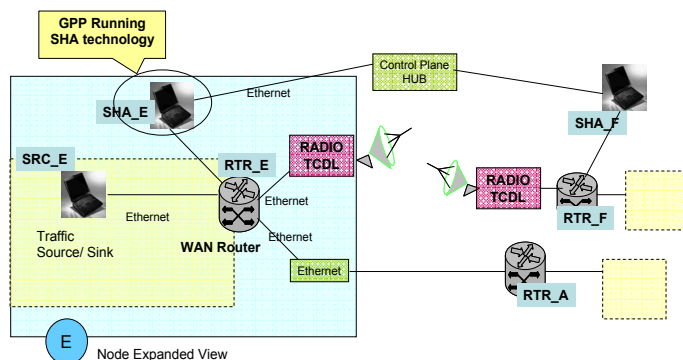 GPP Running
SHA technology
Control Plane
HUB
Ethernet
SHA_E
SHA_F
RADIO
TCDL
SRC_E
RTR_E
RADIO
TCDL
Ethernet
Ethernet
RTR_F
Traffic
Source/ Sink
WAN Router
Ethernet
Ethernet
RTR_A
E
Node Expanded View